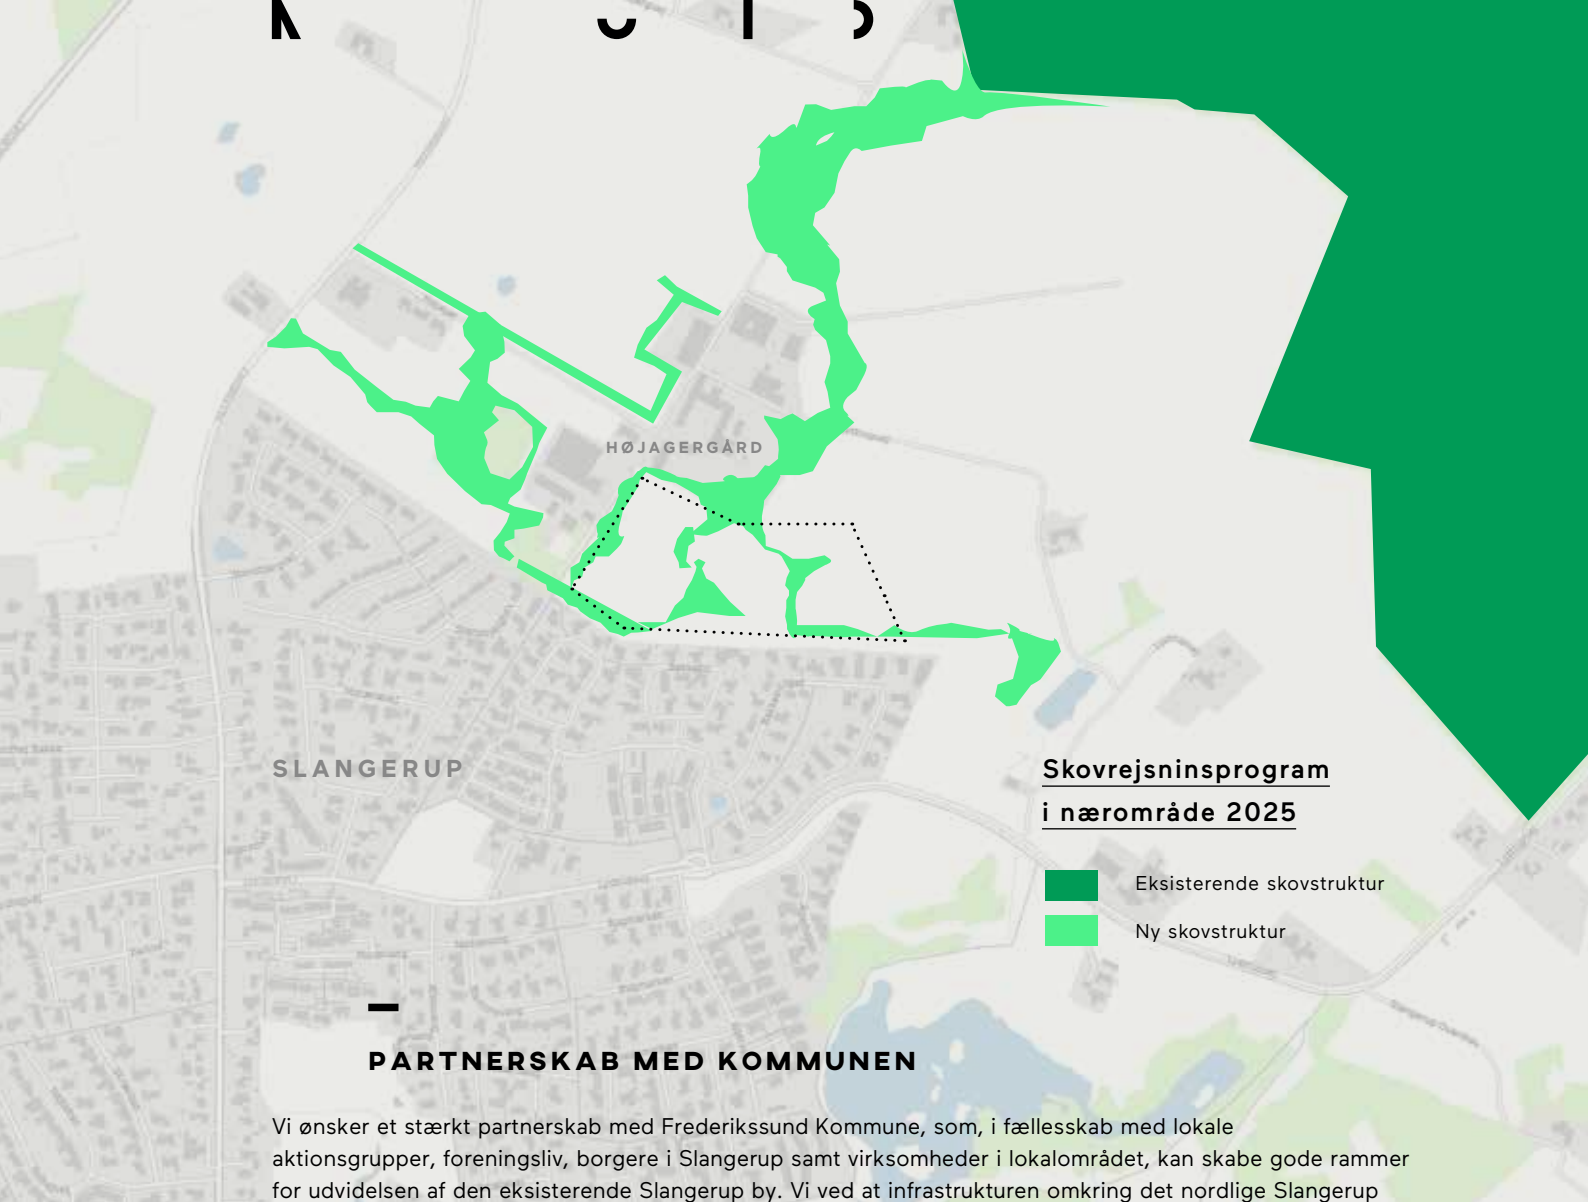 HØJAGERGÅRD
SLANGERUP
Skovrejsninsprogram
i nærområde 2025
Eksisterende skovstruktur
Ny skovstruktur
PARTNERSKAB MED KOMMUNEN
Vi ønsker et stærkt partnerskab med Frederikssund Kommune, som, i fællesskab med lokale
aktionsgrupper, foreningsliv, borgere i Slangerup samt virksomheder i lokalområdet, kan skabe gode rammer
for udvidelsen af den eksisterende Slangerup by. Vi ved at infrastrukturen omkring det nordlige Slangerup